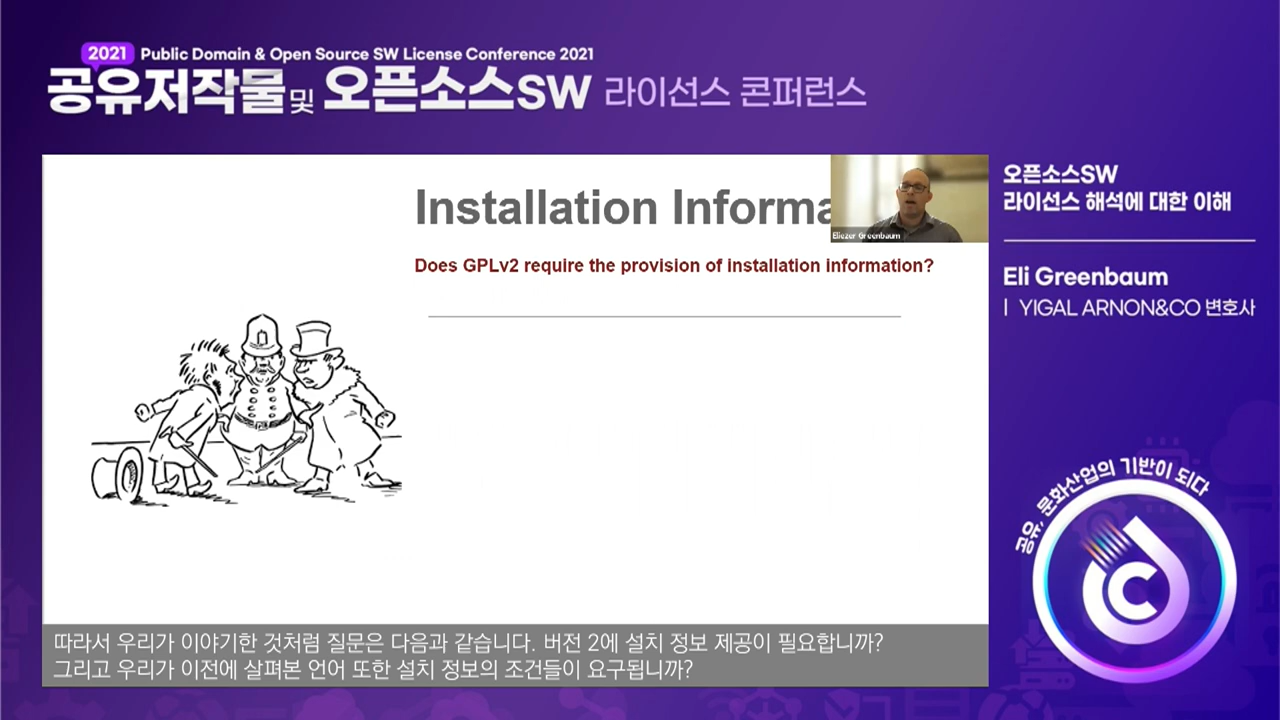 2021 Public Domain & Open Source SW License Conference 2021
공유저작물 및 오픈소스SW 라이선스 콘퍼런스
Installation Informa
Eliezer Greenbaum
Does GPLv2 require the provision of installation information?
오픈소스SW
라이선스 해석에 대한 이해
Eli Greenbaum
| YIGAL ARNON&CO 변호사
공유, 문화산업의 기반이 되다
C
따라서 우리가 이야기한 것처럼 질문은 다음과 같습니다. 버전 2에 설치 정보 제공이 필요합니까?
그리고 우리가 이전에 살펴본 언어 또한 설치 정보의 조건들이 요구됩니까?